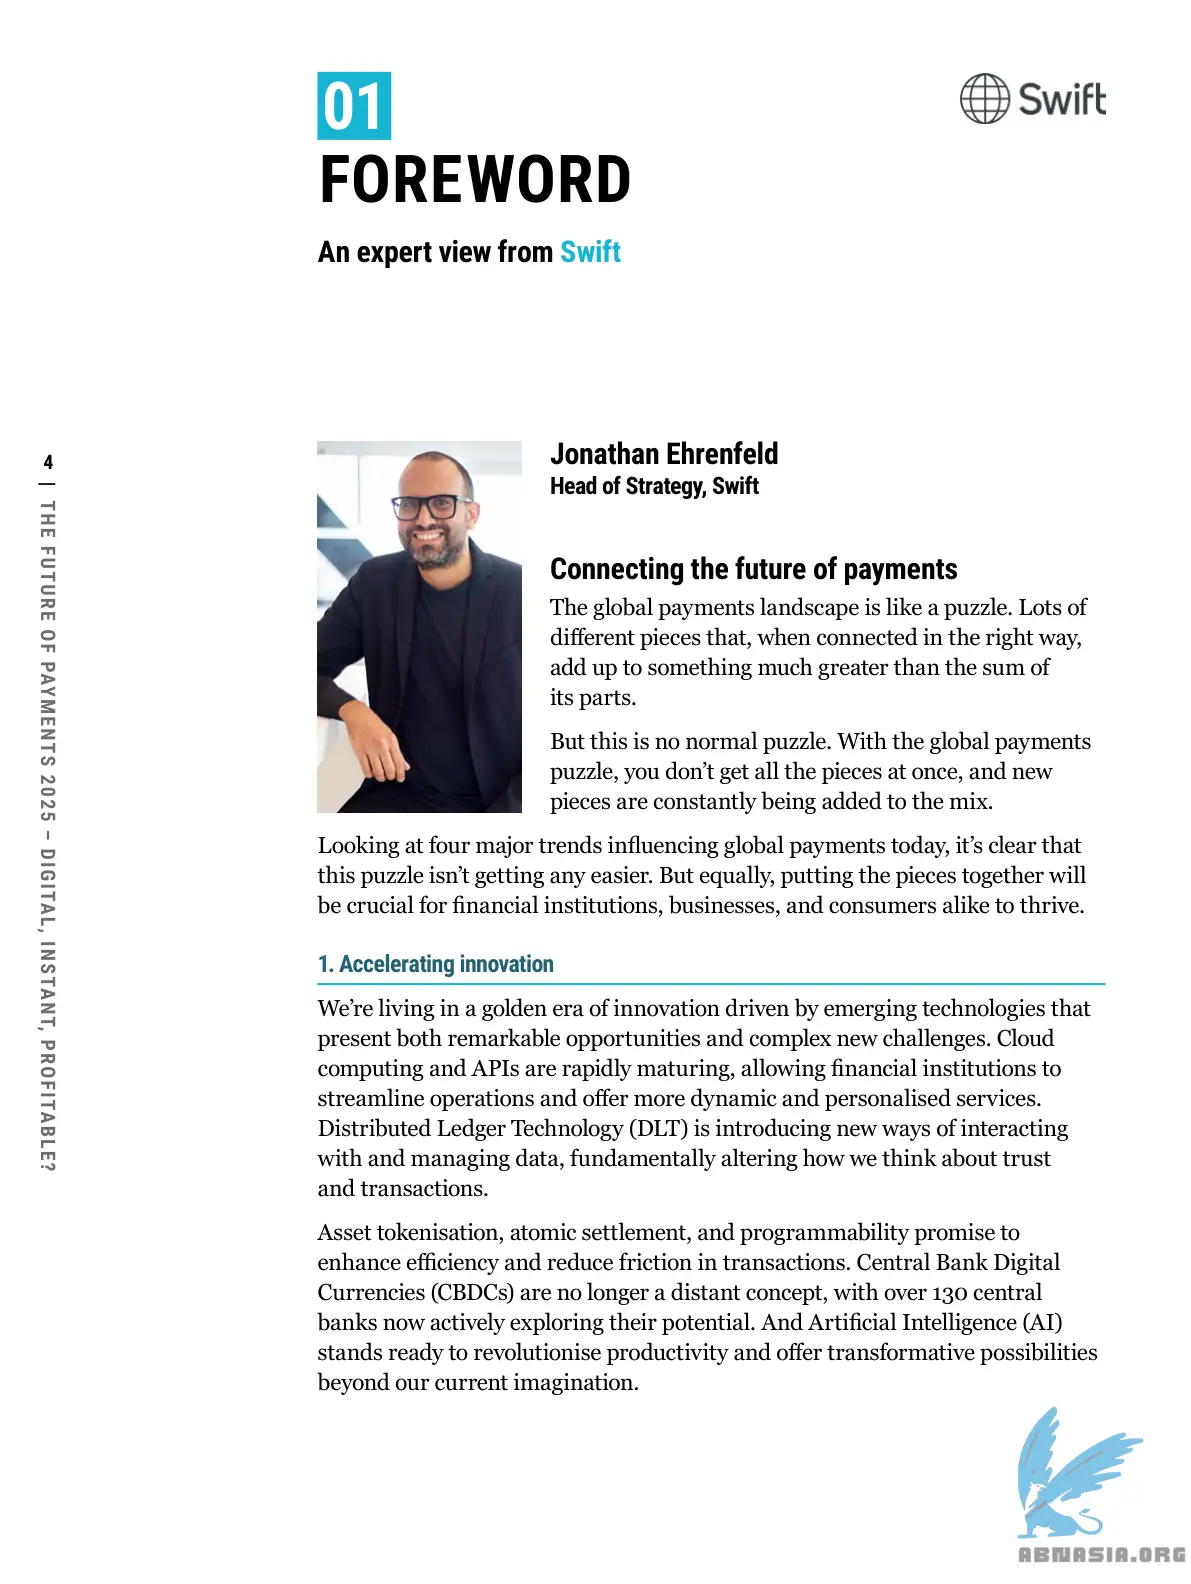 01
Swift
FOREWORD
An expert view from Swift
4
THE FUTURE OF PAYMENTS 2025 – DIGITAL, INSTANT, PROFITABLE?
Jonathan Ehrenfeld
Head of Strategy, Swift
Connecting the future of payments
The global payments landscape is like a puzzle. Lots of
different pieces that, when connected in the right way,
add up to something much greater than the sum of
its parts.
But this is no normal puzzle. With the global payments
puzzle, you don’t get all the pieces at once, and new
pieces are constantly being added to the mix.
Looking at four major trends influencing global payments today, it’s clear that
this puzzle isn’t getting any easier. But equally, putting the pieces together will
be crucial for financial institutions, businesses, and consumers alike to thrive.
1. Accelerating innovation
We’re living in a golden era of innovation driven by emerging technologies that
present both remarkable opportunities and complex new challenges. Cloud
computing and APIs are rapidly maturing, allowing financial institutions to
streamline operations and offer more dynamic and personalised services.
Distributed Ledger Technology (DLT) is introducing new ways of interacting
with and managing data, fundamentally altering how we think about trust
and transactions.
Asset tokenisation, atomic settlement, and programmability promise to
enhance efficiency and reduce friction in transactions. Central Bank Digital
Currencies (CBDCs) are no longer a distant concept, with over 130 central
banks now actively exploring their potential. And Artificial Intelligence (AI)
stands ready to revolutionise productivity and offer transformative possibilities
beyond our current imagination.
ABNASIA.ORG